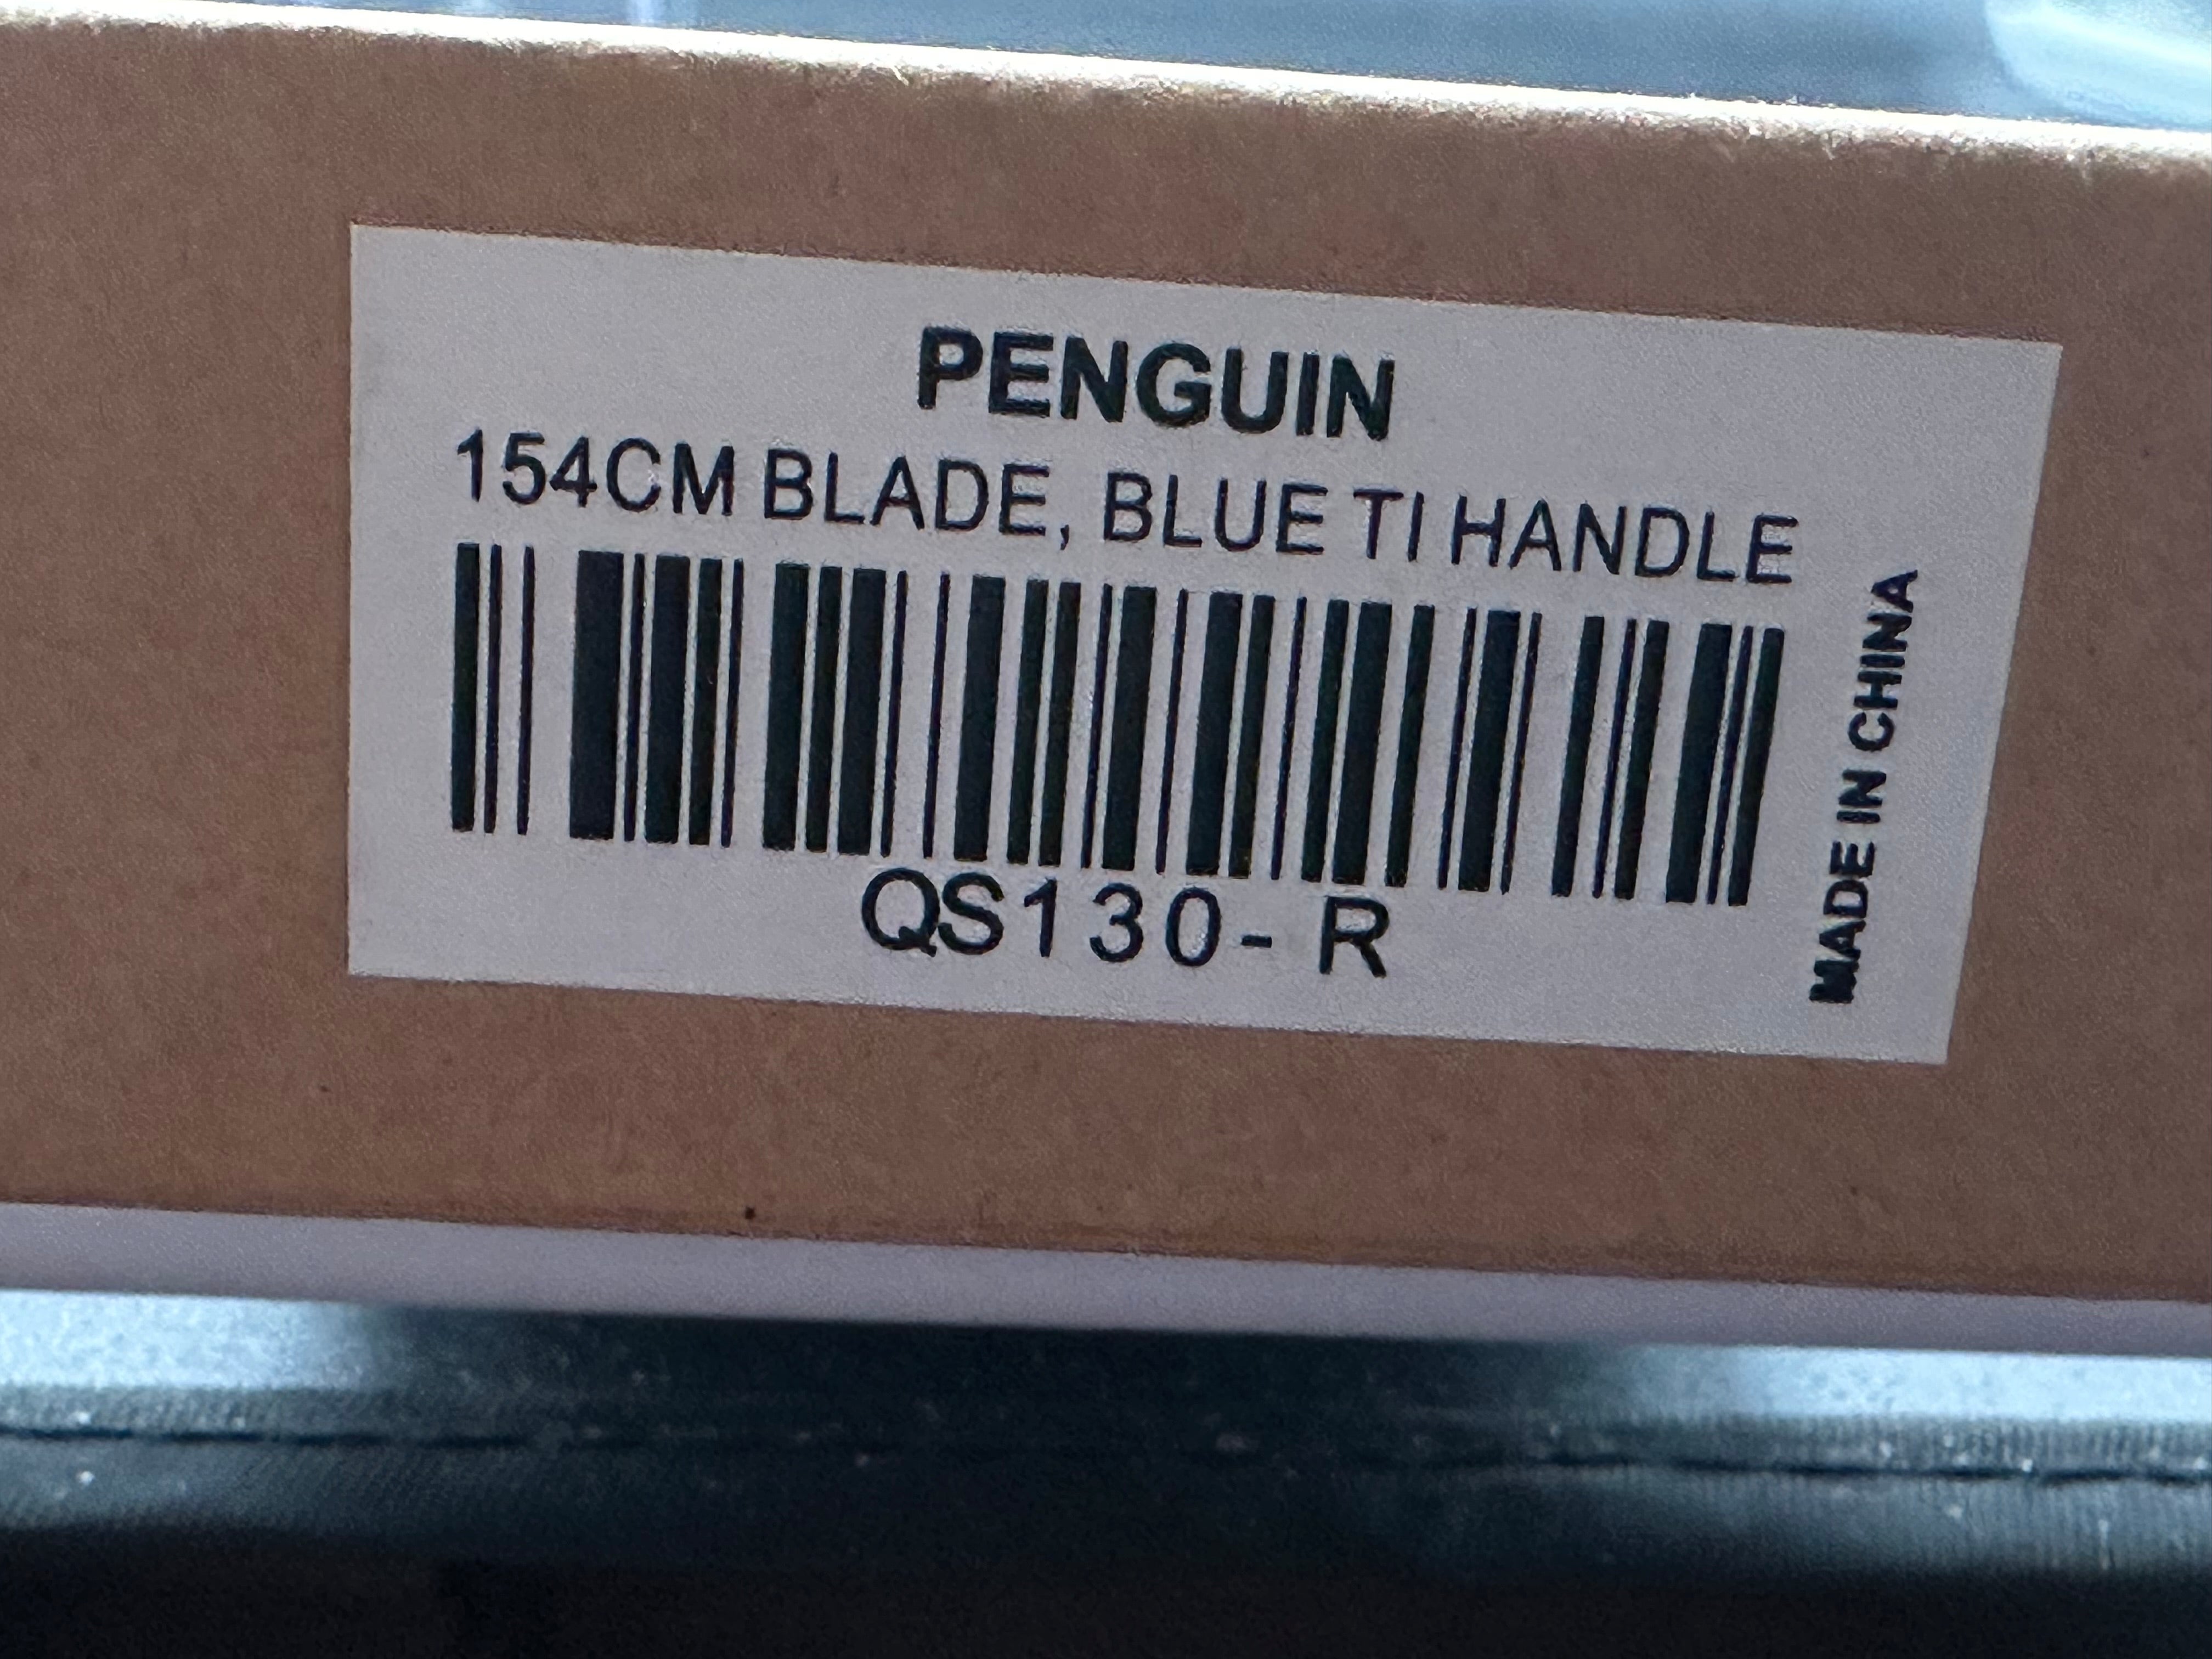 PENGUIN
154CM BLADE, BLUE TI HANDLE
QS130- R
MADE IN CHINA